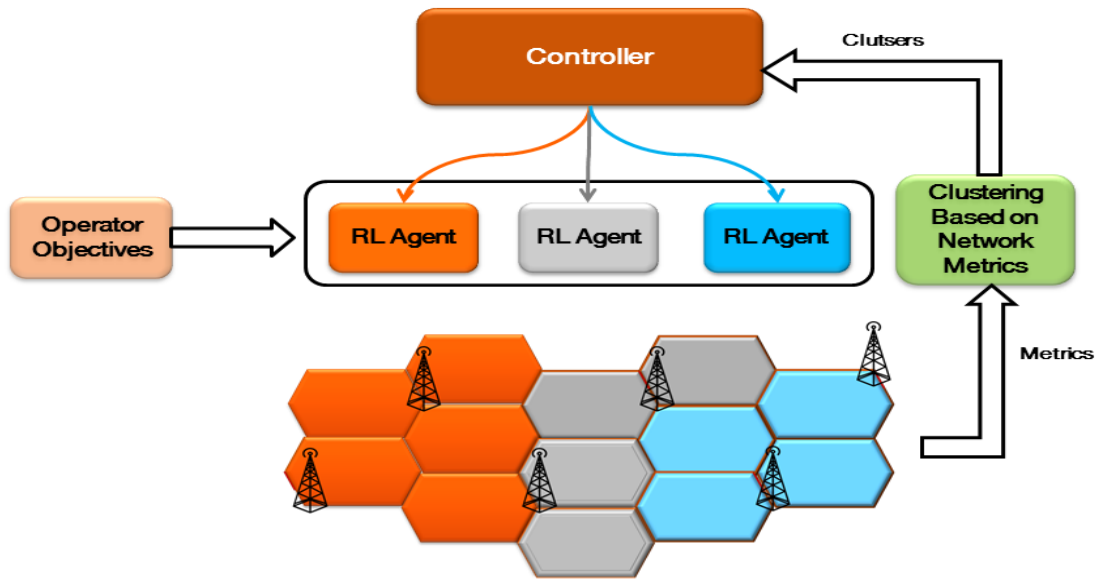 Clutsers
Controller
Operator
Objectives
RL Agent
RL Agent
RL Agent
Clustering
Based on
Network
Metrics
Metrics